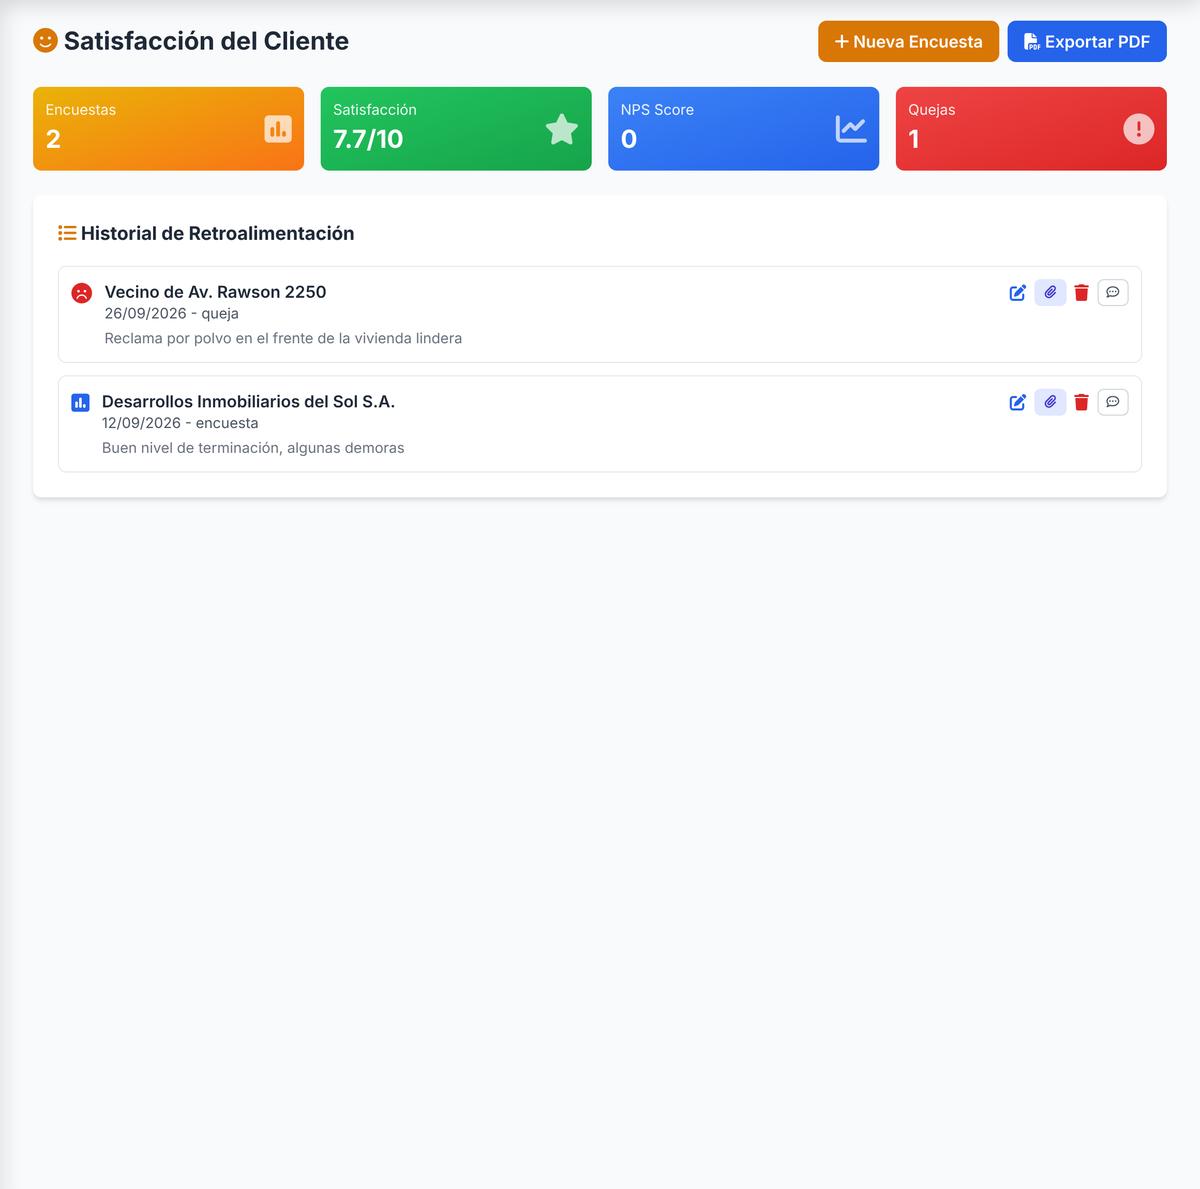 Satisfacción del Cliente
Nueva Encuesta
Exportar PDF
Encuestas
2
Satisfacción
7.7/10
NPS Score
0
Quejas
1
Historial de Retroalimentación
Vecino de Av. Rawson 2250
26/09/2026 - queja
Reclama por polvo en el frente de la vivienda lindera
Desarrollos Inmobiliarios del Sol S.A.
12/09/2026 - encuesta
Buen nivel de terminación, algunas demoras